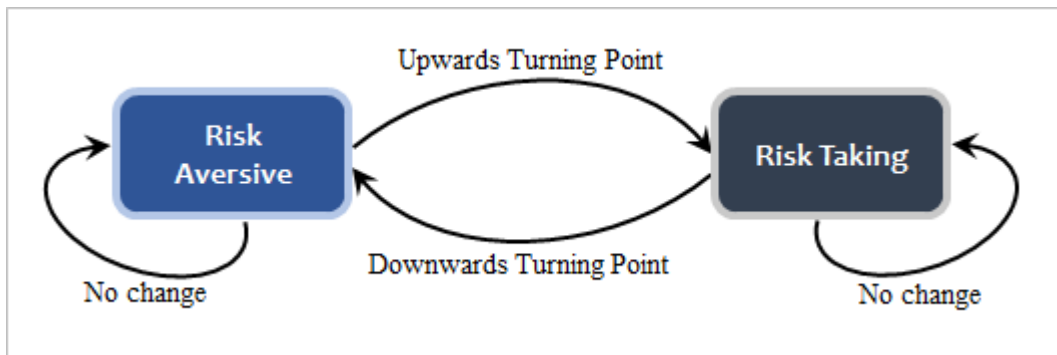 Upwards Turning Point
Risk
Aversive
Risk Taking
Downwards Turning Point
No change
No change